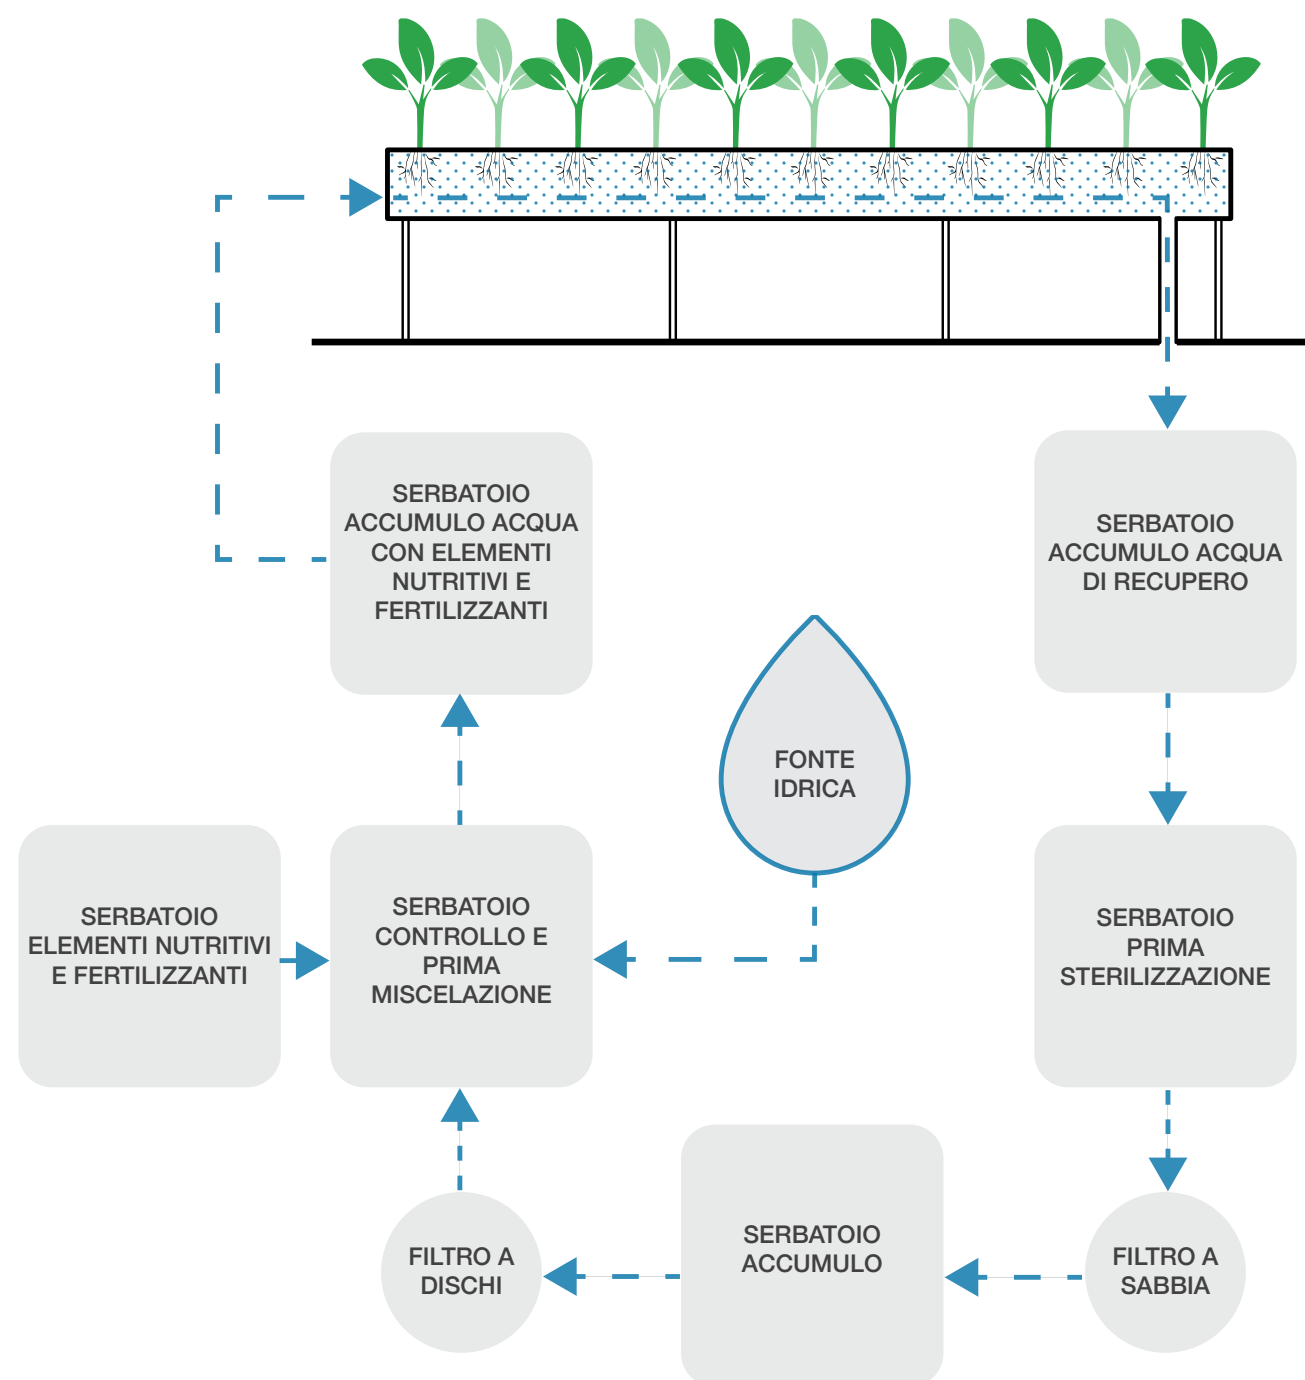 SERBATOIO
ACCUMULO ACQUA
CON ELEMENTI
NUTRITIVI E
FERTILIZZANTI
SERBATOIO
ACCUMULO ACQUA
DI RECUPERO
FONTE
IDRICA
SERBATOIO
ELEMENTI NUTRITIVI
E FERTILIZZANTI
SERBATOIO
CONTROLLO E
PRIMA
MISCELAZIONE
SERBATOIO
PRIMA
STERILIZZAZIONE
FILTRO A
DISCHI
SERBATOIO
ACCUMULO
FILTRO A
SABBIA